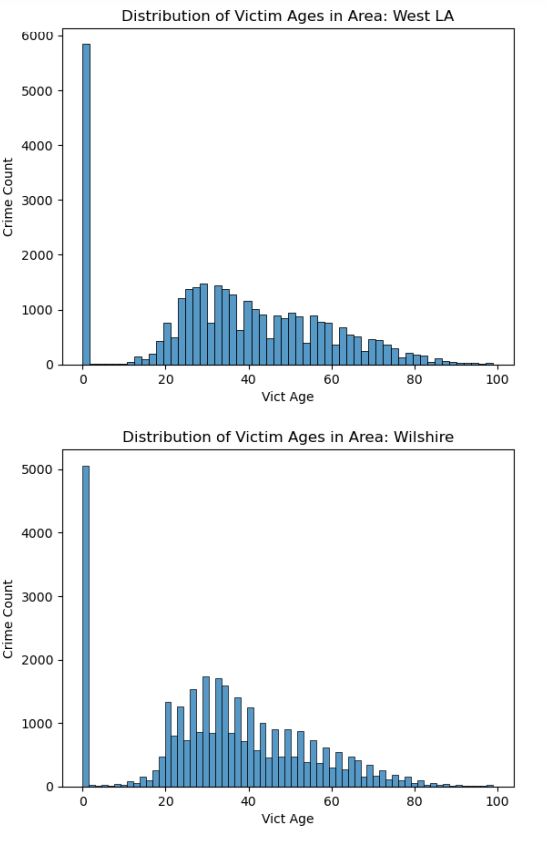 Distribution of Victim Ages in Area: West LA
6000
5000
4000
3000
2000
1000
0
Crime Count
0 20 40 60 80 100
Vict Age
Distribution of Victim Ages in Area: Wilshire
5000
4000
3000
2000
1000
0
Crime Count
0 20 40 60 80 100
Vict Age